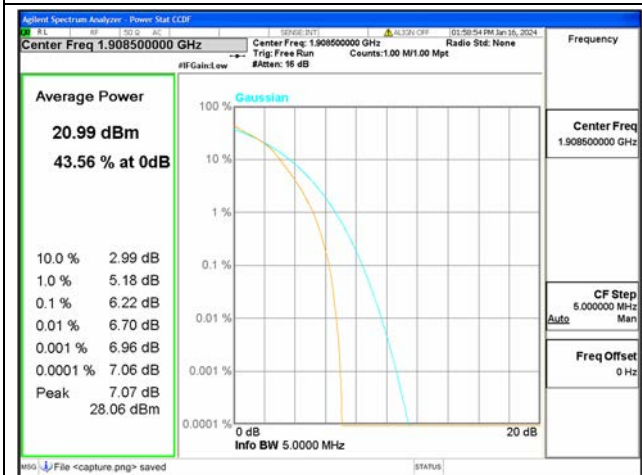 Agilent Spectrum Analyzer - Power Stat CCDF
RL RF 50 Ω AC SENSE:INT ALIGN OFF 01:58:54 PM Jan 16, 2024
Center Freq 1.908500000 GHz
Center Freq: 1.908500000 GHz Radio Std: None
Trig: Free Run Counts:1.00 M/1.00 Mpt
#IFGain:Low #Atten: 16 dB
Frequency
Average Power
20.99 dBm
43.56 % at 0dB
10.0 % 2.99 dB
1.0 % 5.18 dB
0.1 % 6.22 dB
0.01 % 6.70 dB
0.001 % 6.96 dB
0.0001 % 7.06 dB
Peak 7.07 dB
28.06 dBm
Gaussian
100 %
10 %
1 %
0.1 %
0.01 %
0.001 %
0.0001 %
0 dB 20 dB
Info BW 5.0000 MHz
Center Freq
1.908500000 GHz
CF Step
5.000000 MHz
Auto Man
Freq Offset
0 Hz
MSG File <capture.png> saved STATUS